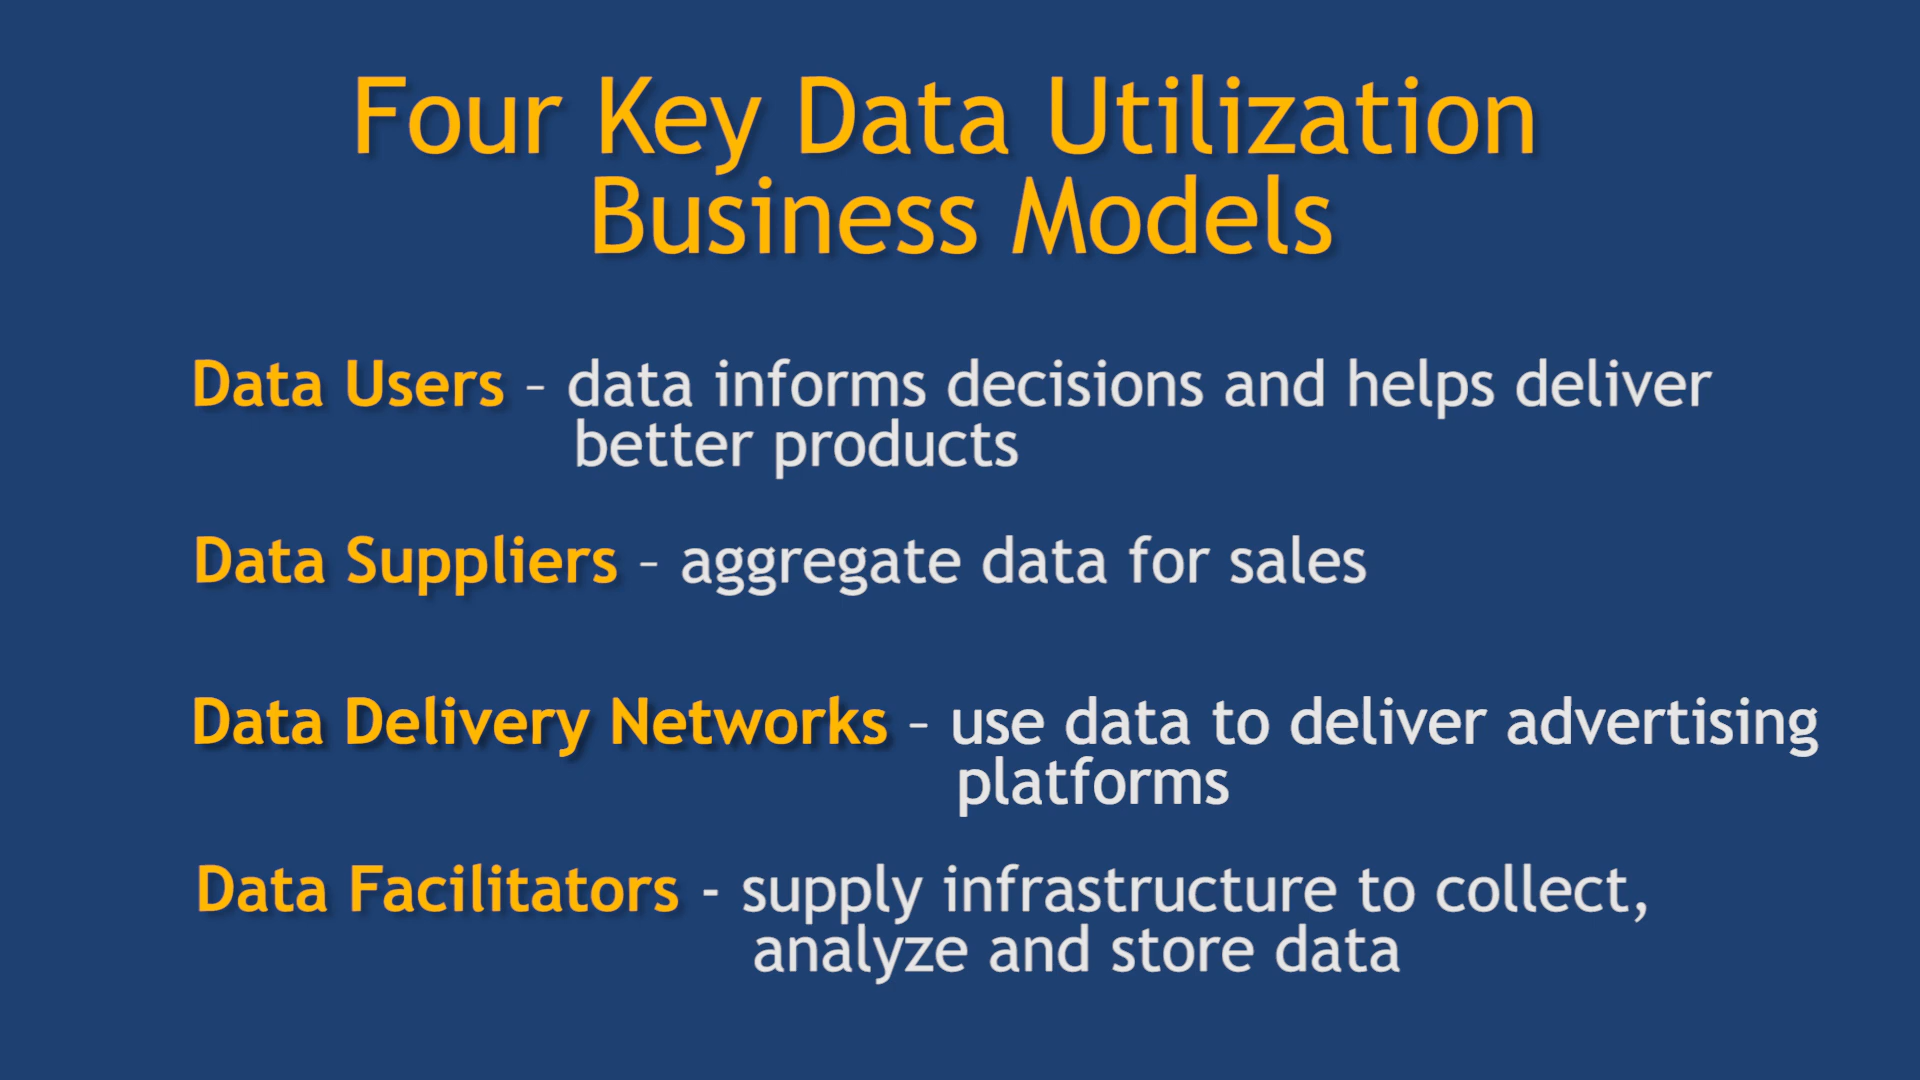 Four Key Data Utilization
Business Models
Data Users – data informs decisions and helps deliver
better products
Data Suppliers – aggregate data for sales
Data Delivery Networks – use data to deliver advertising
platforms
Data Facilitators - supply infrastructure to collect,
analyze and store data